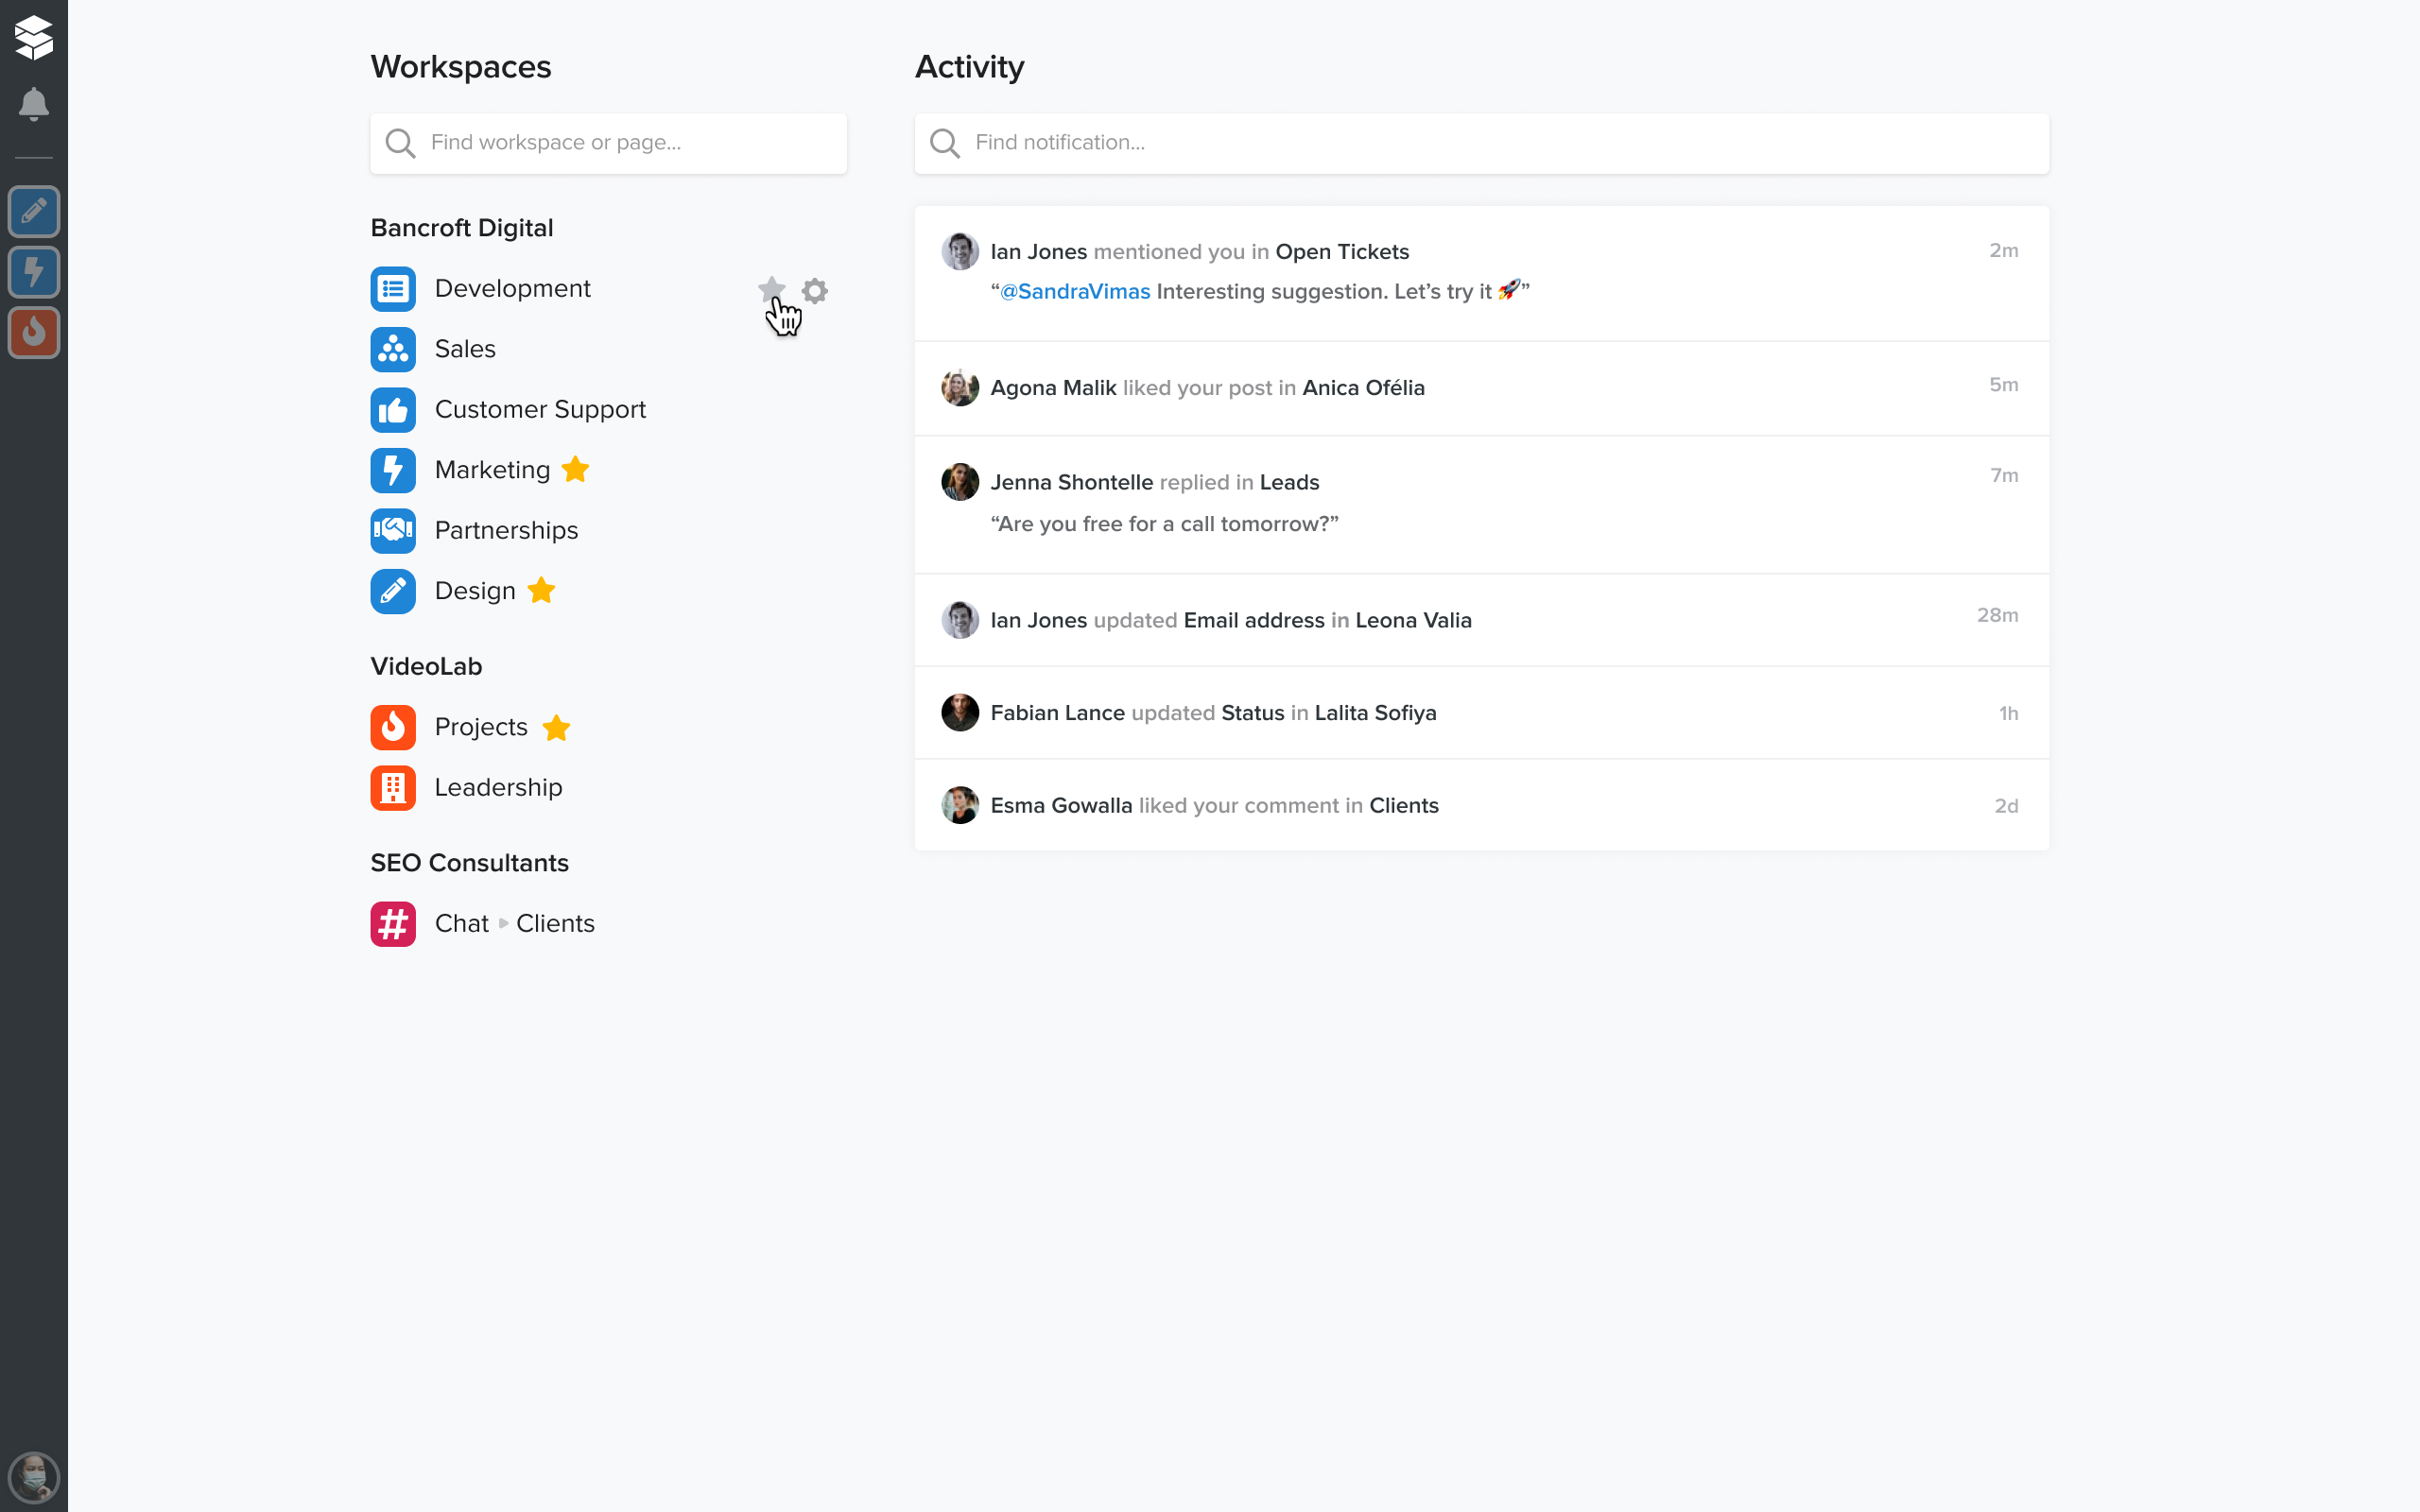 Workspaces
Find workspace or page...
Bancroft Digital
Development
Sales
Customer Support
Marketing
Partnerships
Design
VideoLab
Projects
Leadership
SEO Consultants
Chat ▸ Clients
Activity
Find notification...
Ian Jones mentioned you in Open Tickets 2m
“@SandraVimas Interesting suggestion. Let’s try it 🚀”
Agona Malik liked your post in Anica Ofélia 5m
Jenna Shontelle replied in Leads 7m
“Are you free for a call tomorrow?”
Ian Jones updated Email address in Leona Valia 28m
Fabian Lance updated Status in Lalita Sofiya 1h
Esma Gowalla liked your comment in Clients 2d